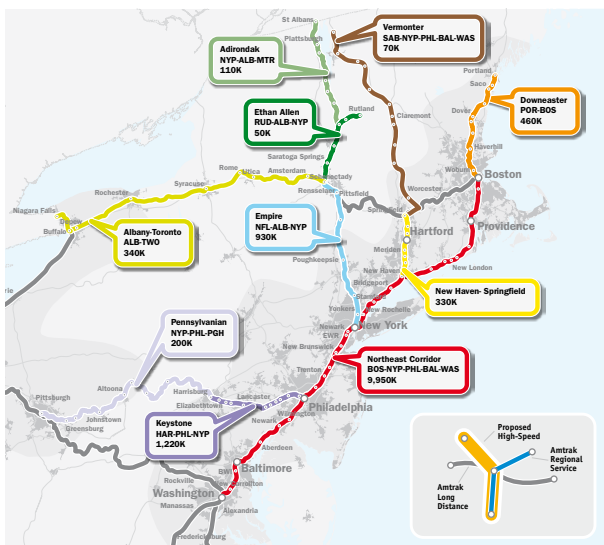 St Albans
Plattsburgh
Adirondak
NYP-ALB-MTR
110K
Vermonter
SAB-NYP-PHL-BAL-WAS
70K
Portland
Saco
Downeaster
POR-BOS
460K
Ethan Allen
RUD-ALB-NYP
50K
Rutland
Claremont
Dover
Haverhill
Woburn
Boston
Saratoga Springs
Rome
Utica
Amsterdam
Schenectady
Syracuse
Rensselaer
Pittsfield
Worcester
Rochester
Niagara Falls
Depew
Buffalo
Albany-Toronto
ALB-TWO
340K
Empire
NFL-ALB-NYP
930K
Springfield
Hartford
Providence
Meriden
Poughkeepsie
New Haven
New London
Bridgeport
Stamford
New Haven- Springfield
330K
Yonkers
New Rochelle
Newark
EWR
New York
New Brunswick
Pennsylvanian
NYP-PHL-PGH
200K
Trenton
Northeast Corridor
BOS-NYP-PHL-BAL-WAS
9,950K
Altoona
Harrisburg
Lancaster
Elizabethtown
Pittsburgh
Johnstown
Greensburg
Philadelphia
Wilmington
Newark
Keystone
HAR-PHL-NYP
1,220K
Aberdeen
Baltimore
BWI
New Carrollton
Rockville
Washington
Manassas
Alexandria
Fredericksburg
Proposed
High-Speed
Amtrak
Regional
Service
Amtrak
Long
Distance